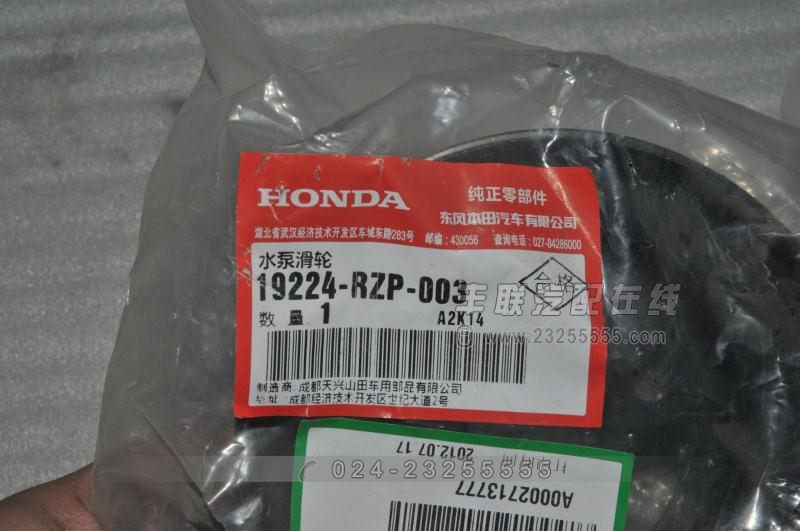 HONDA 纯正零部件
东风本田汽车有限公司
湖北省武汉经济技术开发区车城东路283号 邮编:430056 查询电话:027-84286000
水泵滑轮
19224-RZP-003
合格
数量 1 A2K14
制造商:成都天兴山田车用部品有限公司
地址:成都经济技术开发区世纪大道2号
车联汽配在线
www.23255555.com
024-23255555
2012.07.17
A0002713777